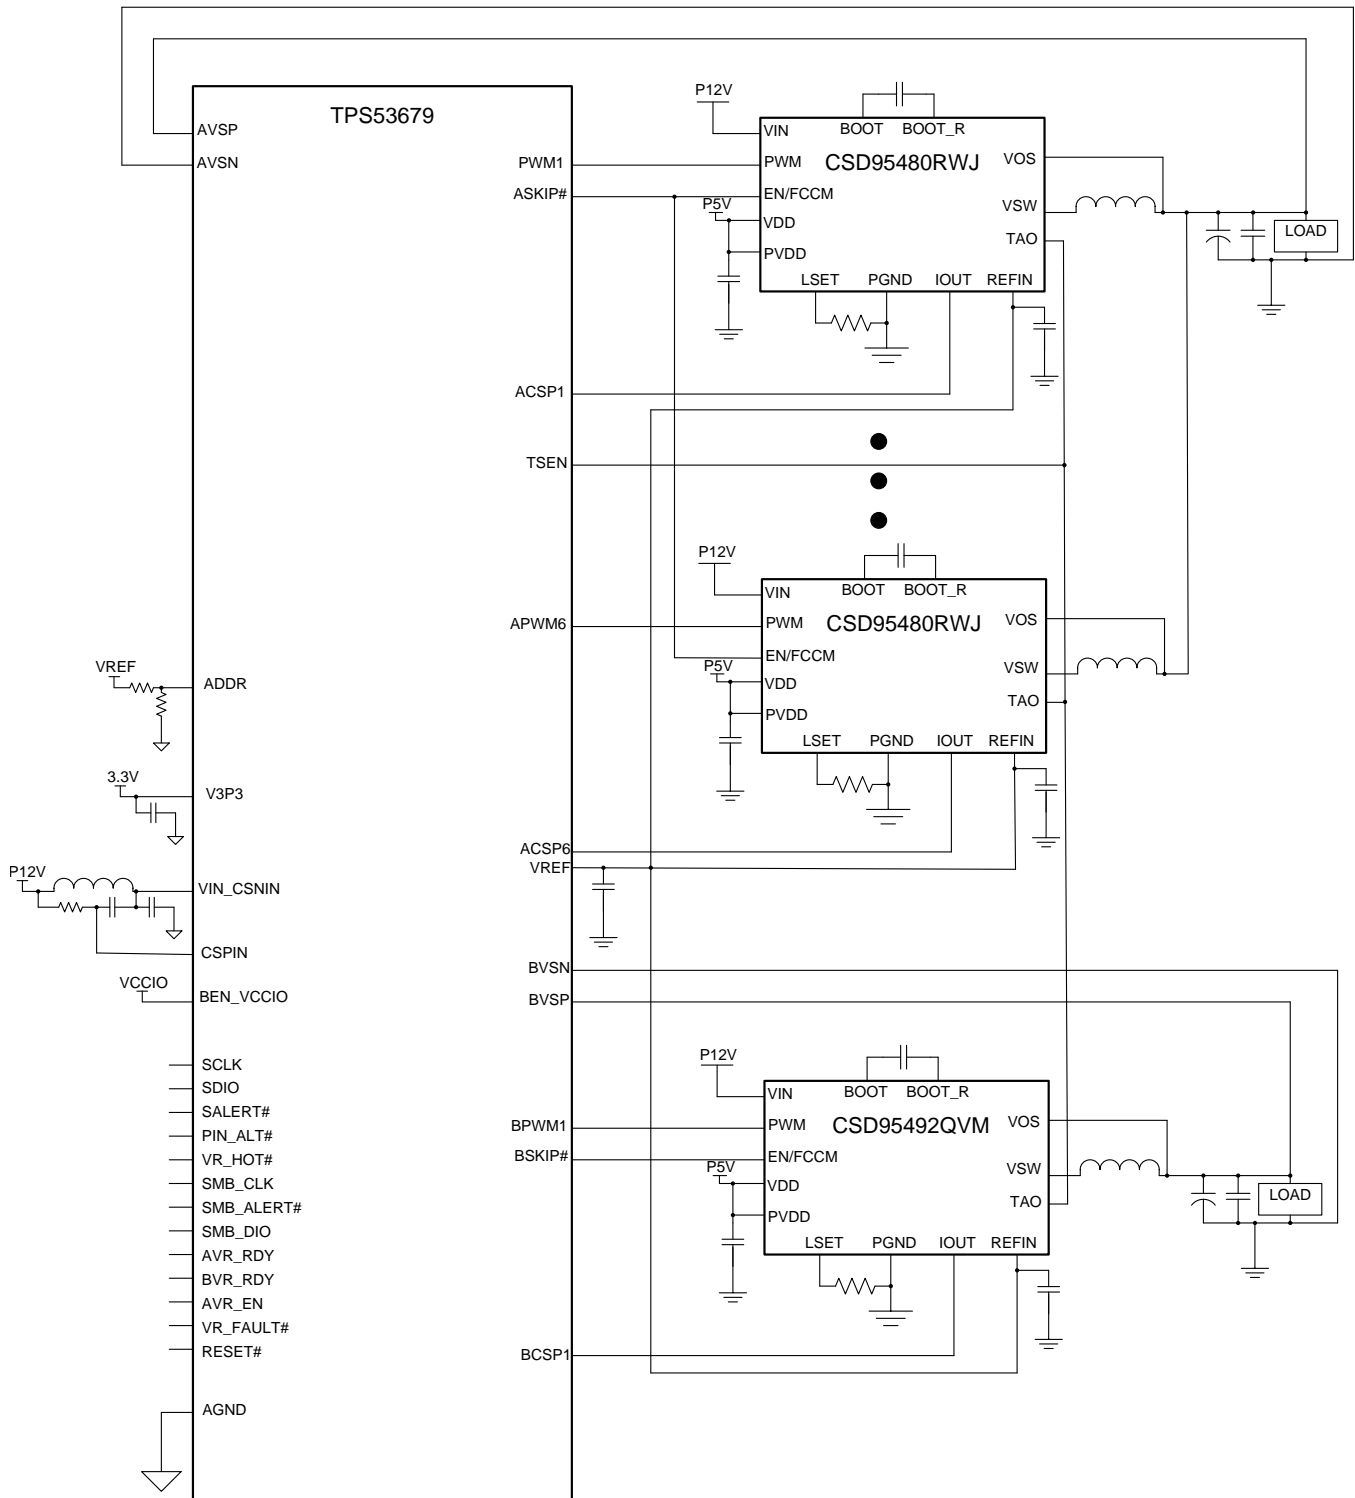 TPS53679
AVSP
AVSN
PWM1
ASKIP#
ACSP1
TSEN
APWM6
VREF
ADDR
3.3V
V3P3
ACSP6
VREF
P12V
VIN_CSNIN
CSPIN
VCCIO
BEN_VCCIO
BVSN
BVSP
SCLK
SDIO
SALERT#
PIN_ALT#
VR_HOT#
SMB_CLK
SMB_ALERT#
SMB_DIO
AVR_RDY
BVR_RDY
AVR_EN
VR_FAULT#
RESET#
AGND
BPWM1
BSKIP#
BCSP1
P12V
VIN
BOOT
BOOT_R
PWM
CSD95480RWJ
VOS
EN/FCCM
P5V
VDD
VSW
PVDD
TAO
LSET
PGND
IOUT
REFIN
LOAD
P12V
VIN
BOOT
BOOT_R
PWM
CSD95480RWJ
VOS
EN/FCCM
P5V
VDD
VSW
PVDD
TAO
LSET
PGND
IOUT
REFIN
P12V
VIN
BOOT
BOOT_R
PWM
CSD95492QVM
VOS
EN/FCCM
P5V
VDD
VSW
PVDD
TAO
LSET
PGND
IOUT
REFIN
LOAD